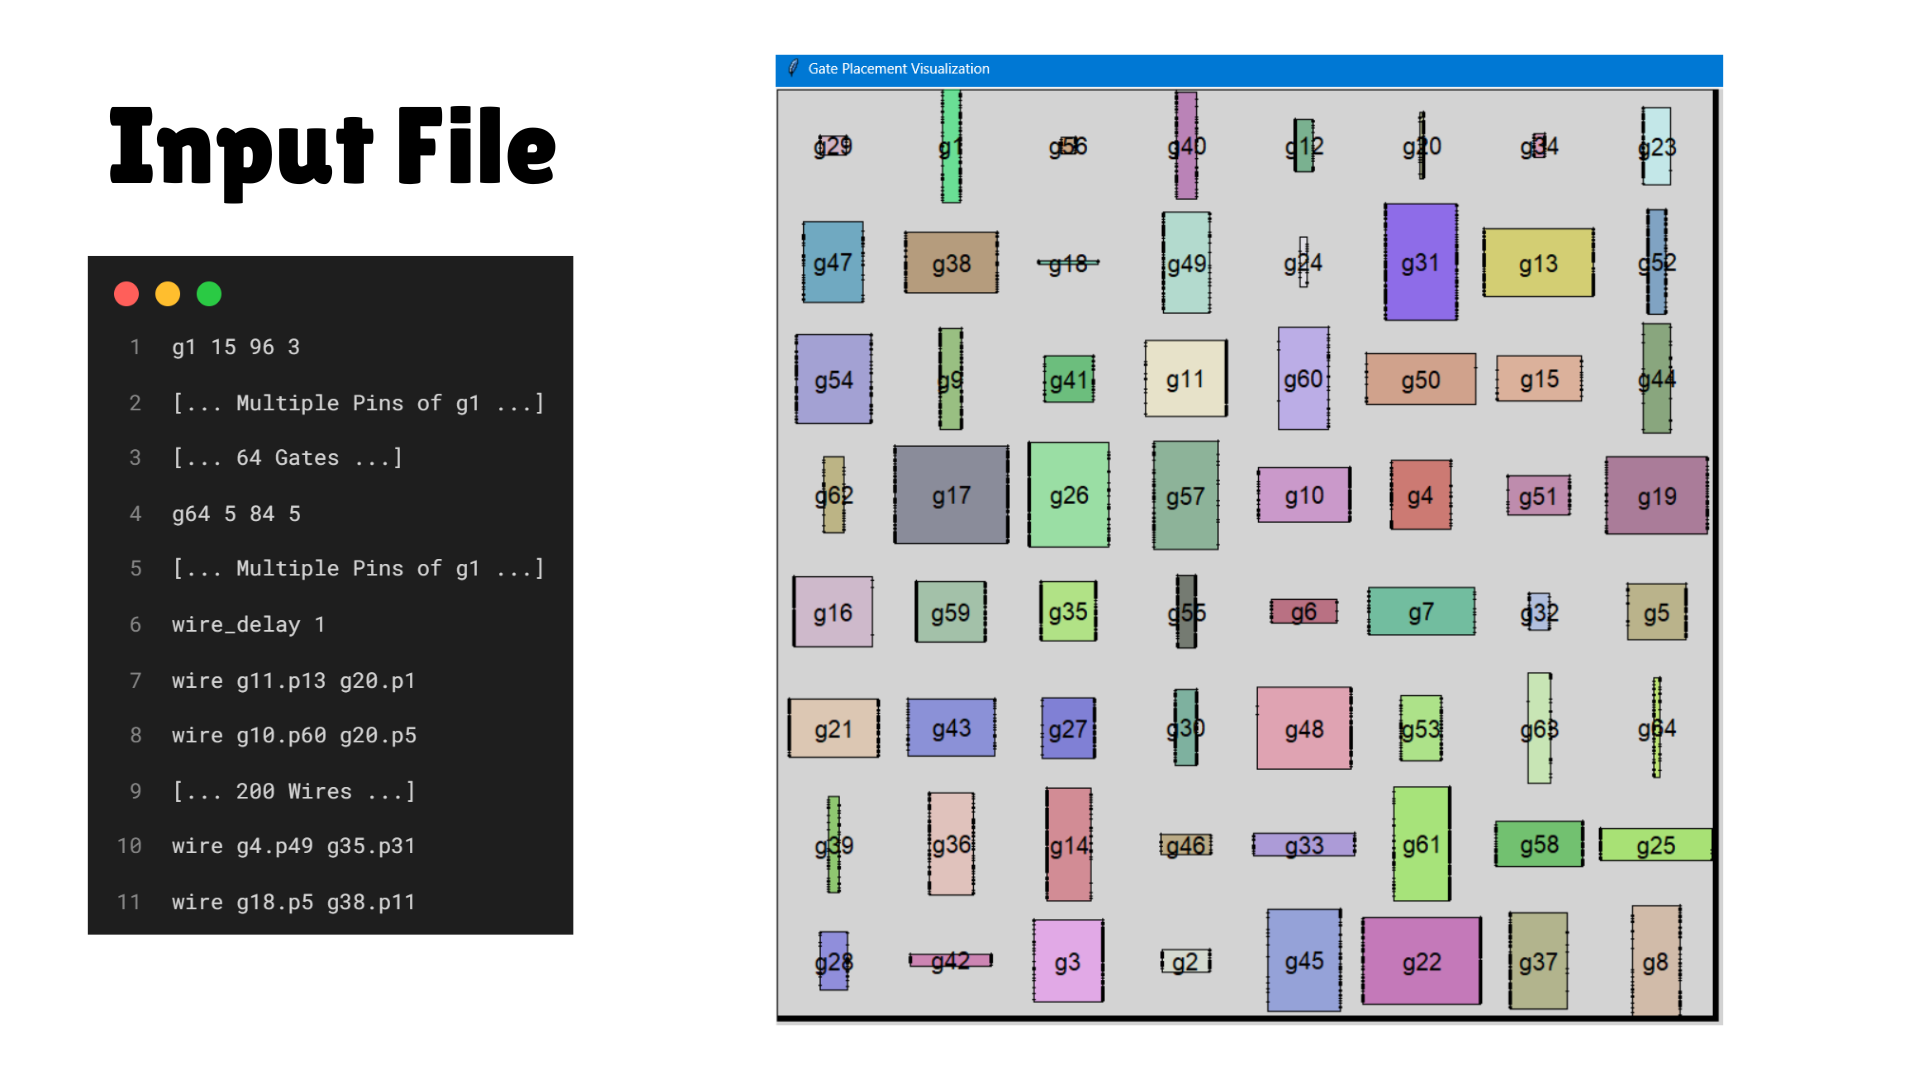 Input File
1 g1 15 96 3
2 [... Multiple Pins of g1 ...]
3 [... 64 Gates ...]
4 g64 5 84 5
5 [... Multiple Pins of g1 ...]
6 wire_delay 1
7 wire g11.p13 g20.p1
8 wire g10.p60 g20.p5
9 [... 200 Wires ...]
10 wire g4.p49 g35.p31
11 wire g18.p5 g38.p11
Gate Placement Visualization
g29 g1 g56 g40 g12 g20 g34 g23
g47 g38 g18 g49 g24 g31 g13 g52
g54 g9 g41 g11 g60 g50 g15 g44
g62 g17 g26 g57 g10 g4 g51 g19
g16 g59 g35 g55 g6 g7 g32 g5
g21 g43 g27 g30 g48 g53 g63 g64
g39 g36 g14 g46 g33 g61 g58 g25
g28 g42 g3 g2 g45 g22 g37 g8